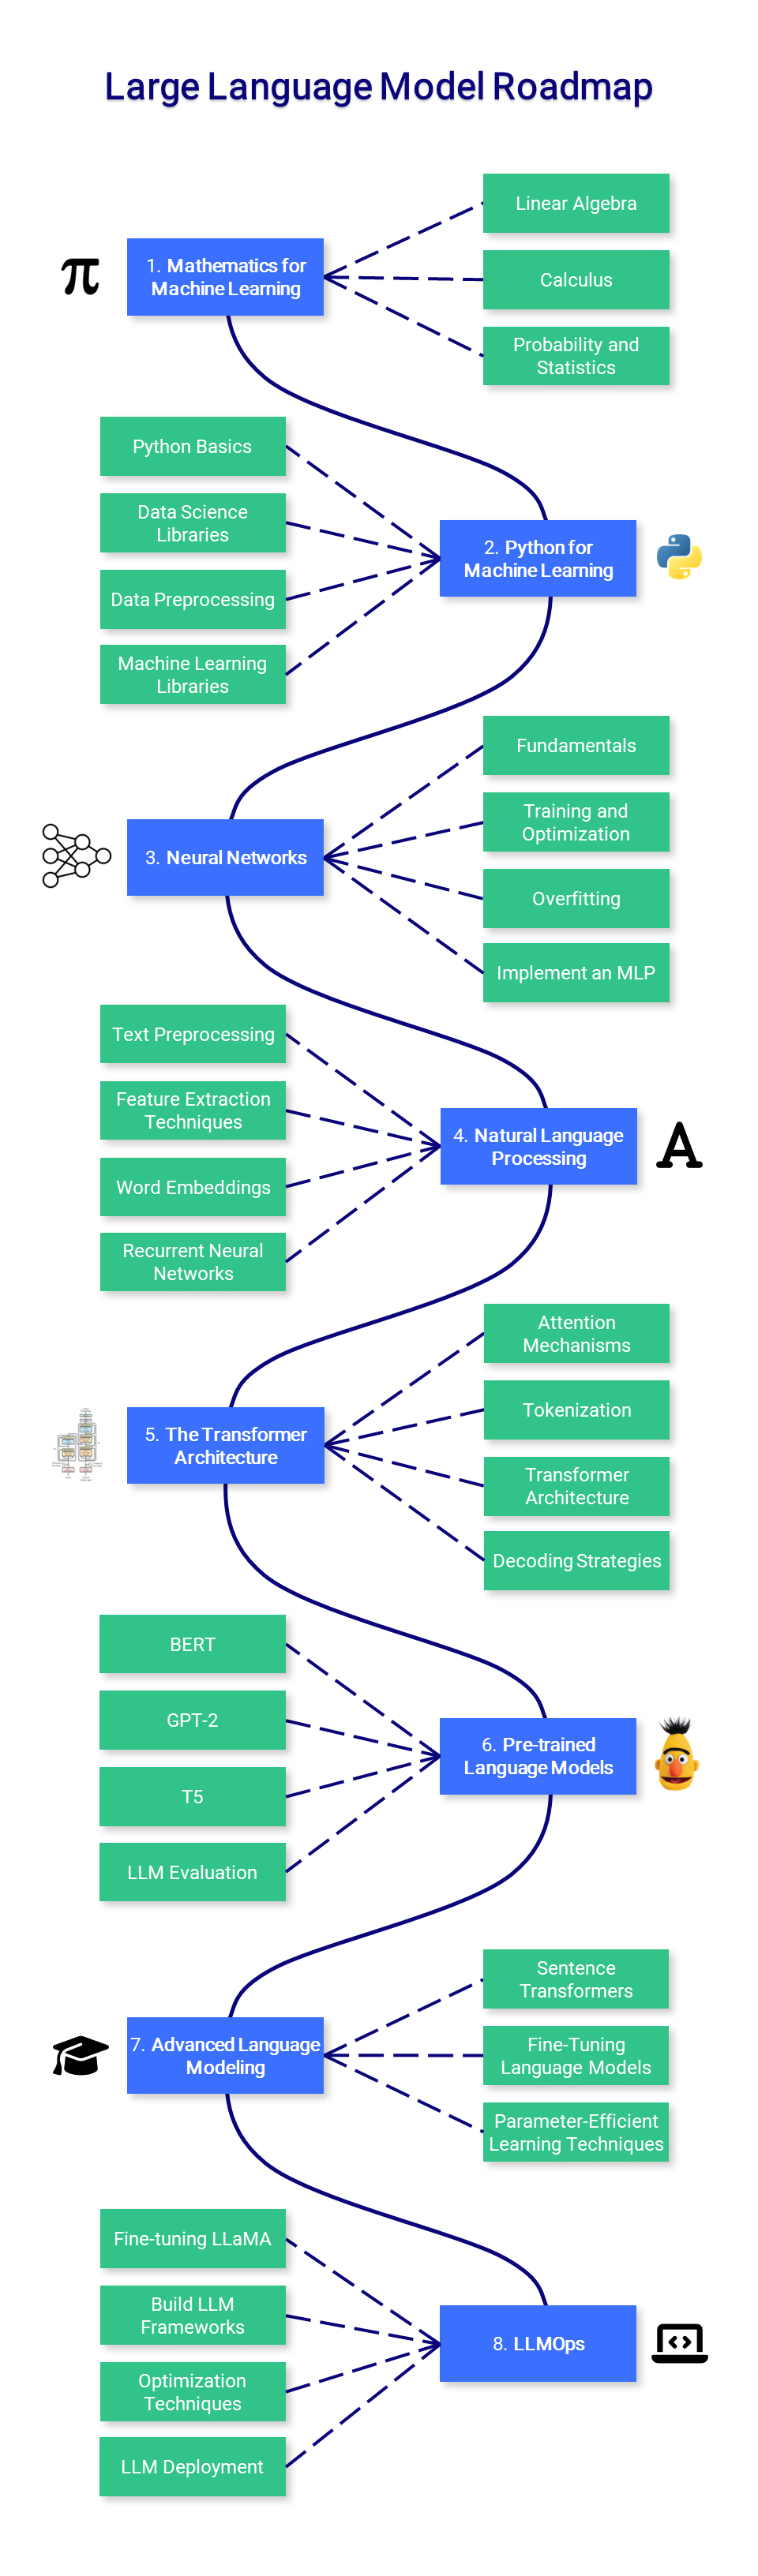 Large Language Model Roadmap
Linear Algebra
1. Mathematics for
Machine Learning
Calculus
Probability and
Statistics
Python Basics
Data Science
Libraries
2. Python for
Machine Learning
Data Preprocessing
Machine Learning
Libraries
Fundamentals
Training and
Optimization
3. Neural Networks
Overfitting
Implement an MLP
Text Preprocessing
Feature Extraction
Techniques
4. Natural Language
Processing
Word Embeddings
Recurrent Neural
Networks
Attention
Mechanisms
Tokenization
5. The Transformer
Architecture
Transformer
Architecture
Decoding Strategies
BERT
GPT-2
6. Pre-trained
Language Models
T5
LLM Evaluation
Sentence
Transformers
7. Advanced Language
Modeling
Fine-Tuning
Language Models
Parameter-Efficient
Learning Techniques
Fine-tuning LLaMA
Build LLM
Frameworks
8. LLMOps
Optimization
Techniques
LLM Deployment